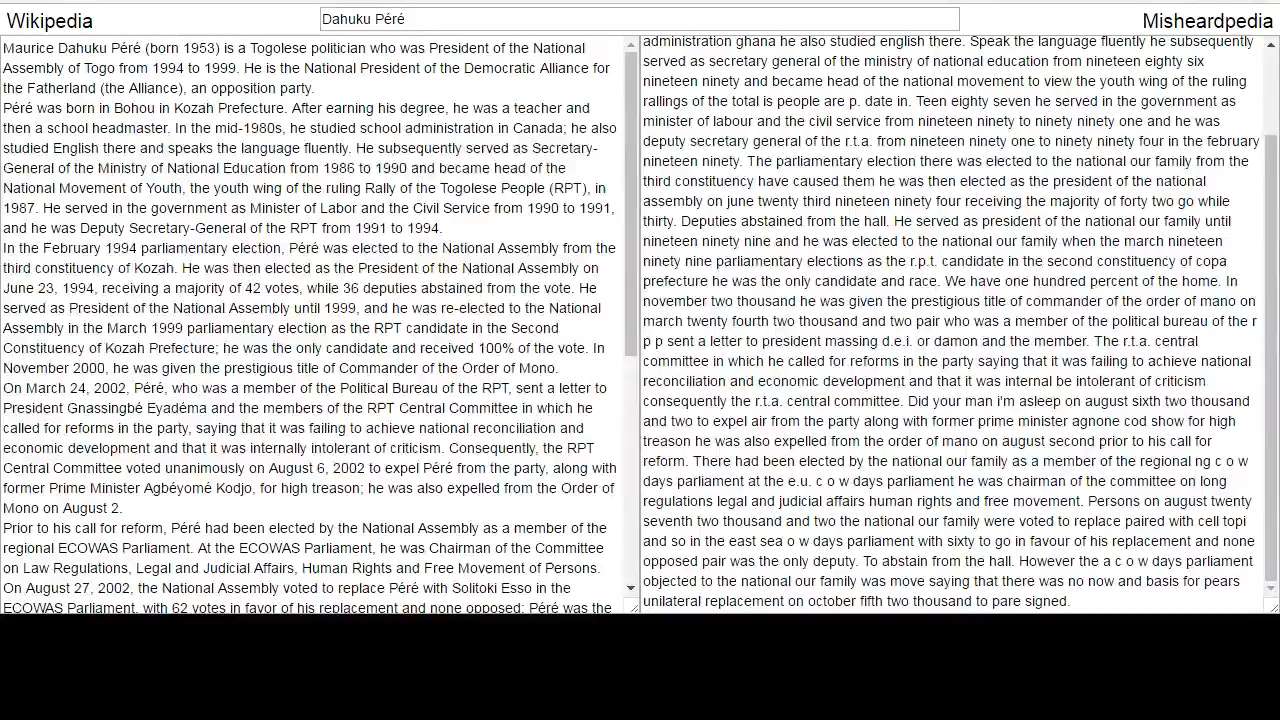 Wikipedia
Dahuku Péré
Misheardpedia
Maurice Dahuku Péré (born 1953) is a Togolese politician who was President of the National
Assembly of Togo from 1994 to 1999. He is the National President of the Democratic Alliance for
the Fatherland (the Alliance), an opposition party.
Péré was born in Bohou in Kozah Prefecture. After earning his degree, he was a teacher and
then a school headmaster. In the mid-1980s, he studied school administration in Canada; he also
studied English there and speaks the language fluently. He subsequently served as Secretary-
General of the Ministry of National Education from 1986 to 1990 and became head of the
National Movement of Youth, the youth wing of the ruling Rally of the Togolese People (RPT), in
1987. He served in the government as Minister of Labor and the Civil Service from 1990 to 1991,
and he was Deputy Secretary-General of the RPT from 1991 to 1994.
In the February 1994 parliamentary election, Péré was elected to the National Assembly from the
third constituency of Kozah. He was then elected as the President of the National Assembly on
June 23, 1994, receiving a majority of 42 votes, while 36 deputies abstained from the vote. He
served as President of the National Assembly until 1999, and he was re-elected to the National
Assembly in the March 1999 parliamentary election as the RPT candidate in the Second
Constituency of Kozah Prefecture; he was the only candidate and received 100% of the vote. In
November 2000, he was given the prestigious title of Commander of the Order of Mono.
On March 24, 2002, Péré, who was a member of the Political Bureau of the RPT, sent a letter to
President Gnassingbé Eyadéma and the members of the RPT Central Committee in which he
called for reforms in the party, saying that it was failing to achieve national reconciliation and
economic development and that it was internally intolerant of criticism. Consequently, the RPT
Central Committee voted unanimously on August 6, 2002 to expel Péré from the party, along with
former Prime Minister Agbéyomé Kodjo, for high treason; he was also expelled from the Order of
Mono on August 2.
Prior to his call for reform, Péré had been elected by the National Assembly as a member of the
regional ECOWAS Parliament. At the ECOWAS Parliament, he was Chairman of the Committee
on Law Regulations, Legal and Judicial Affairs, Human Rights and Free Movement of Persons.
On August 27, 2002, the National Assembly voted to replace Péré with Solitoki Esso in the
ECOWAS Parliament, with 62 votes in favor of his replacement and none opposed; Péré was the
administration ghana he also studied english there. Speak the language fluently he subsequently
served as secretary general of the ministry of national education from nineteen eighty six
nineteen ninety and became head of the national movement to view the youth wing of the ruling
rallings of the total is people are p. date in. Teen eighty seven he served in the government as
minister of labour and the civil service from nineteen ninety to ninety ninety one and he was
deputy secretary general of the r.t.a. from nineteen ninety one to ninety ninety four in the february
nineteen ninety. The parliamentary election there was elected to the national our family from the
third constituency have caused them he was then elected as the president of the national
assembly on june twenty third nineteen ninety four receiving the majority of forty two go while
thirty. Deputies abstained from the hall. He served as president of the national our family until
nineteen ninety nine and he was elected to the national our family when the march nineteen
ninety nine parliamentary elections as the r.p.t. candidate in the second constituency of copa
prefecture he was the only candidate and race. We have one hundred percent of the home. In
november two thousand he was given the prestigious title of commander of the order of mano on
march twenty fourth two thousand and two pair who was a member of the political bureau of the r
p p sent a letter to president massing d.e.i. or damon and the member. The r.t.a. central
committee in which he called for reforms in the party saying that it was failing to achieve national
reconciliation and economic development and that it was internal be intolerant of criticism
consequently the r.t.a. central committee. Did your man i'm asleep on august sixth two thousand
and two to expel air from the party along with former prime minister agnone cod show for high
treason he was also expelled from the order of mano on august second prior to his call for
reform. There had been elected by the national our family as a member of the regional ng c o w
days parliament at the e.u. c o w days parliament he was chairman of the committee on long
regulations legal and judicial affairs human rights and free movement. Persons on august twenty
seventh two thousand and two the national our family were voted to replace paired with cell topi
and so in the east sea o w days parliament with sixty to go in favour of his replacement and none
opposed pair was the only deputy. To abstain from the hall. However the a c o w days parliament
objected to the national our family was move saying that there was no now and basis for pears
unilateral replacement on october fifth two thousand to pare signed.